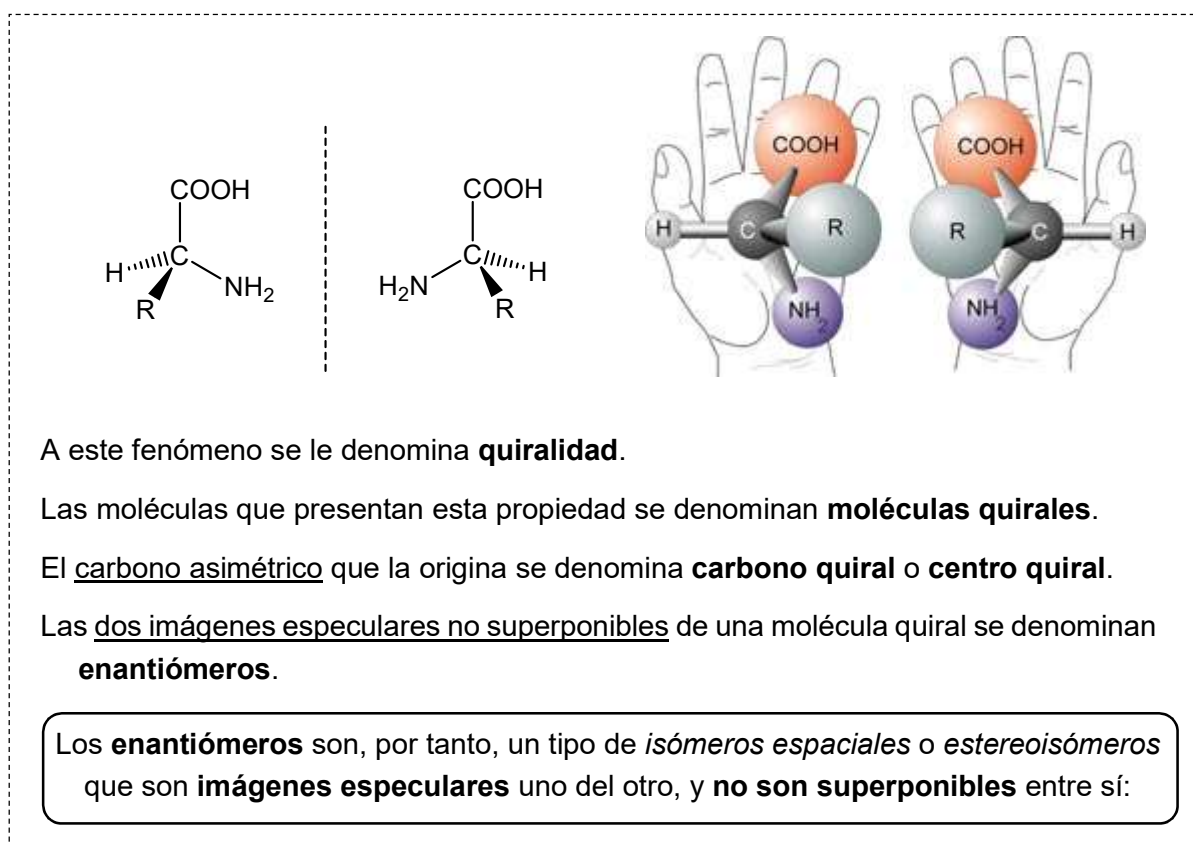 COOH
H
C
NH2
R
COOH
C
H2N
H
R
COOH
H
C
R
NH2
COOH
R
C
H
NH2
A este fenómeno se le denomina quiralidad.
Las moléculas que presentan esta propiedad se denominan moléculas quirales.
El carbono asimétrico que la origina se denomina carbono quiral o centro quiral.
Las dos imágenes especulares no superponibles de una molécula quiral se denominan
enantiómeros.
Los enantiómeros son, por tanto, un tipo de isómeros espaciales o estereoisómeros
que son imágenes especulares uno del otro, y no son superponibles entre sí: